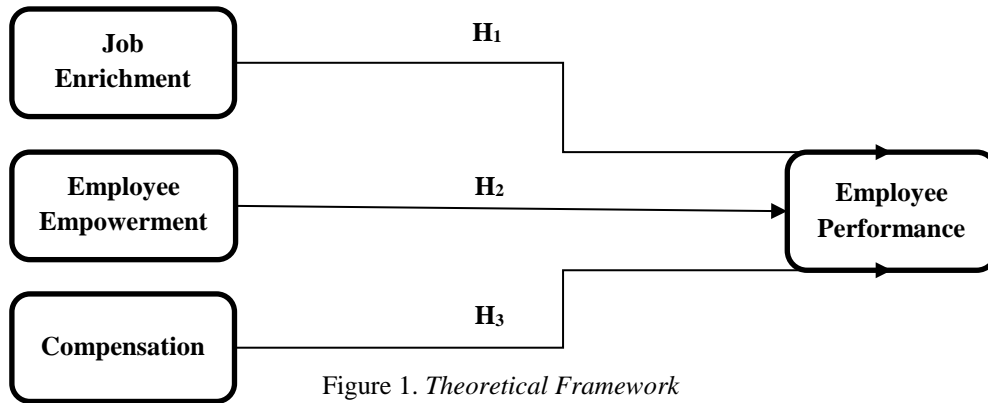 Job
Enrichment
H1
Employee
Empowerment
H2
Employee
Performance
Compensation
H3
Figure 1. Theoretical Framework